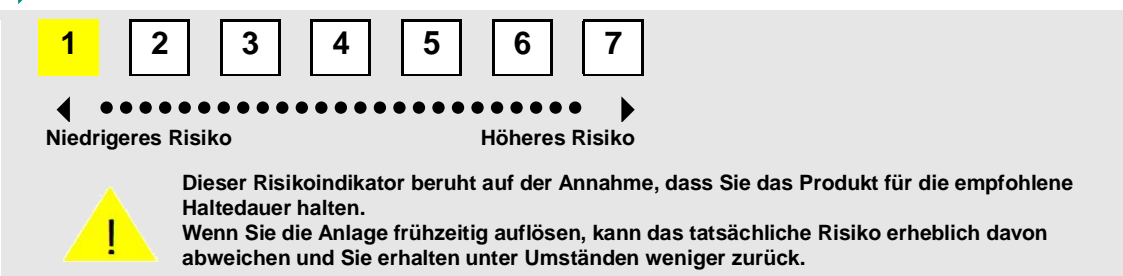 1 2 3 4 5 6 7
Niedrigeres Risiko Höheres Risiko
Dieser Risikoindikator beruht auf der Annahme, dass Sie das Produkt für die empfohlene
Haltedauer halten.
!
Wenn Sie die Anlage frühzeitig auflösen, kann das tatsächliche Risiko erheblich davon
abweichen und Sie erhalten unter Umständen weniger zurück.